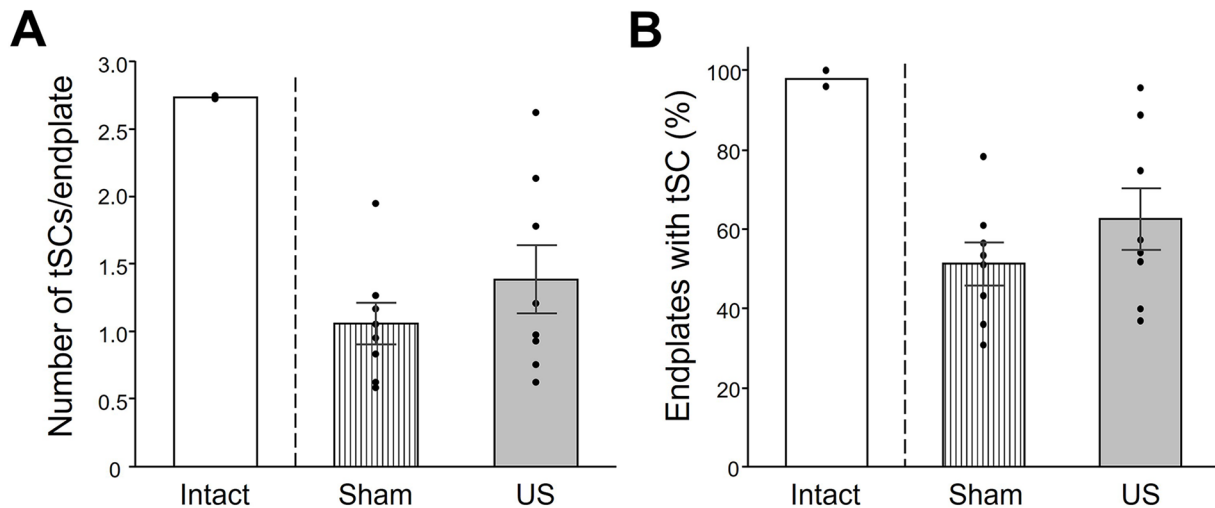 A
Number of tSCs/endplate
3.0
2.5
2.0
1.5
1.0
0.5
0
Intact
Sham
US
B
Endplates with tSC (%)
100
80
60
40
20
0
Intact
Sham
US